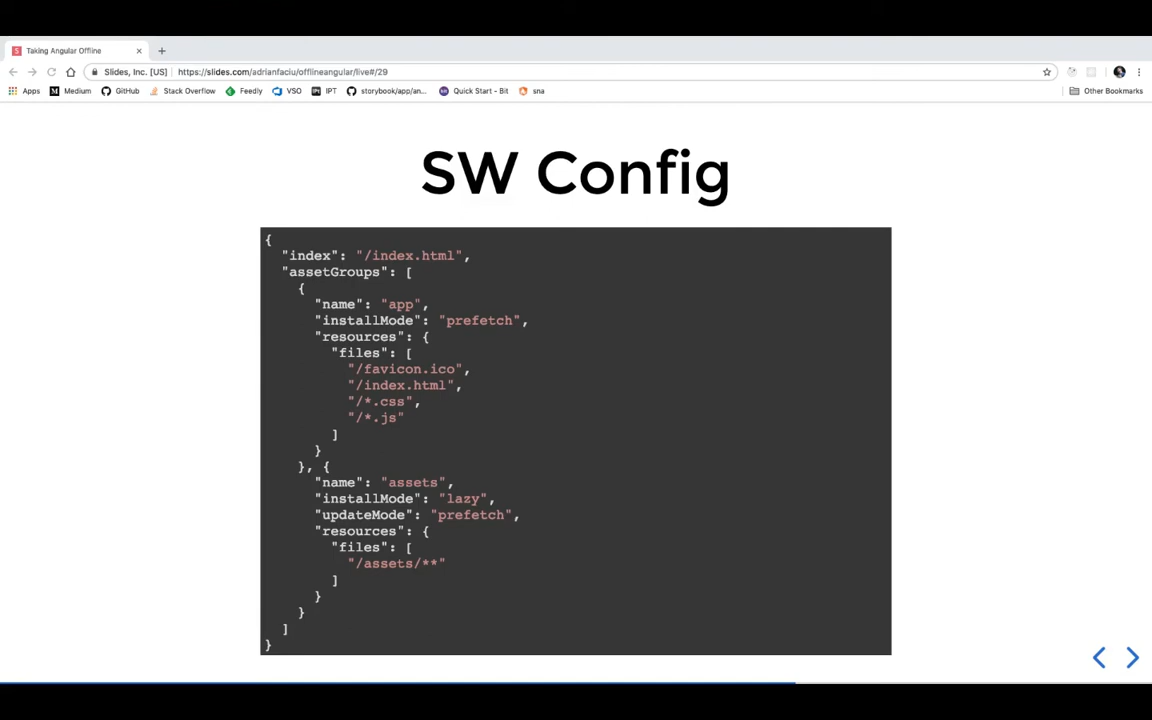 Taking Angular Offline
Slides, Inc. [US] https://slides.com/adrianfaciu/offlineangular/live#/29
Apps Medium GitHub Stack Overflow Feedly VSO IPT storybook/app/an... Quick Start - Bit sna Other Bookmarks
SW Config
{
"index": "/index.html",
"assetGroups": [
{
"name": "app",
"installMode": "prefetch",
"resources": {
"files": [
"/favicon.ico",
"/index.html",
"/*.css",
"/*.js"
]
}
}, {
"name": "assets",
"installMode": "lazy",
"updateMode": "prefetch",
"resources": {
"files": [
"/assets/**"
]
}
}
]
}